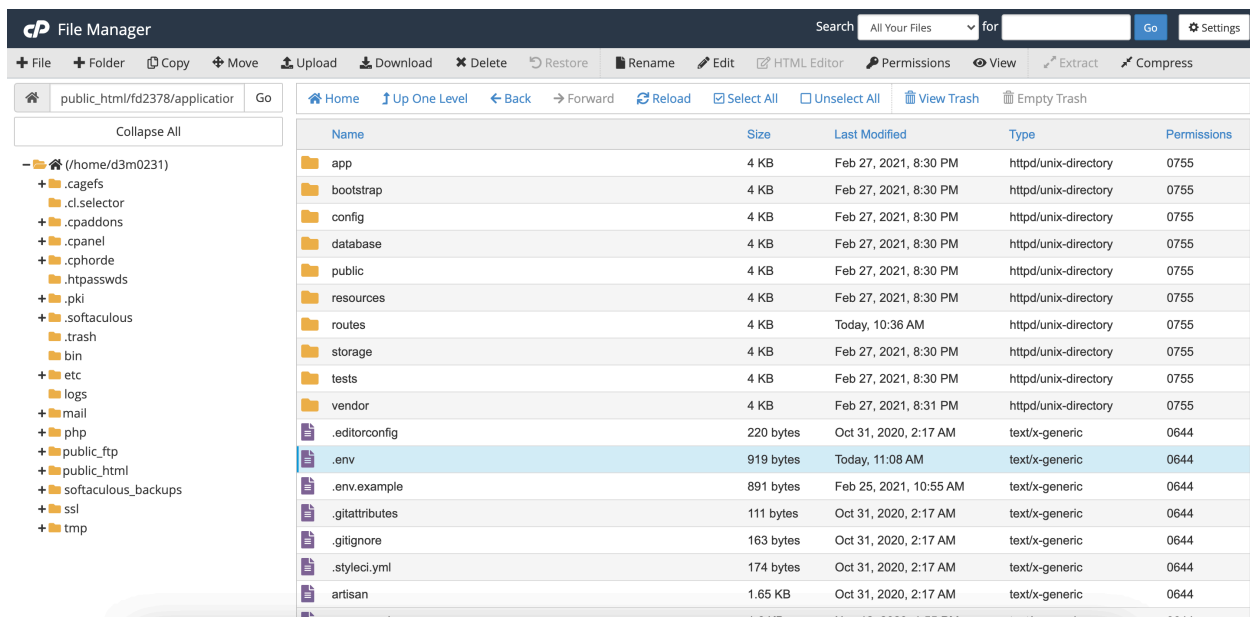 cP File Manager Search All Your Files for Go Settings
File Folder Copy Move Upload Download Delete Restore Rename Edit HTML Editor Permissions View Extract Compress
public_html/fd2378/application Go Home Up One Level Back Forward Reload Select All Unselect All View Trash Empty Trash
Collapse All
(/home/d3m0231)
.cagefs
.cl.selector
.cpaddons
.cpanel
.cphorde
.htpasswds
.pki
.softaculous
.trash
bin
etc
logs
mail
php
public_ftp
public_html
softaculous_backups
ssl
tmp
Name Size Last Modified Type Permissions
app 4 KB Feb 27, 2021, 8:30 PM httpd/unix-directory 0755
bootstrap 4 KB Feb 27, 2021, 8:30 PM httpd/unix-directory 0755
config 4 KB Feb 27, 2021, 8:30 PM httpd/unix-directory 0755
database 4 KB Feb 27, 2021, 8:30 PM httpd/unix-directory 0755
public 4 KB Feb 27, 2021, 8:30 PM httpd/unix-directory 0755
resources 4 KB Feb 27, 2021, 8:30 PM httpd/unix-directory 0755
routes 4 KB Today, 10:36 AM httpd/unix-directory 0755
storage 4 KB Feb 27, 2021, 8:30 PM httpd/unix-directory 0755
tests 4 KB Feb 27, 2021, 8:30 PM httpd/unix-directory 0755
vendor 4 KB Feb 27, 2021, 8:31 PM httpd/unix-directory 0755
.editorconfig 220 bytes Oct 31, 2020, 2:17 AM text/x-generic 0644
.env 919 bytes Today, 11:08 AM text/x-generic 0644
.env.example 891 bytes Feb 25, 2021, 10:55 AM text/x-generic 0644
.gitattributes 111 bytes Oct 31, 2020, 2:17 AM text/x-generic 0644
.gitignore 163 bytes Oct 31, 2020, 2:17 AM text/x-generic 0644
.styleci.yml 174 bytes Oct 31, 2020, 2:17 AM text/x-generic 0644
artisan 1.65 KB Oct 31, 2020, 2:17 AM text/x-generic 0644